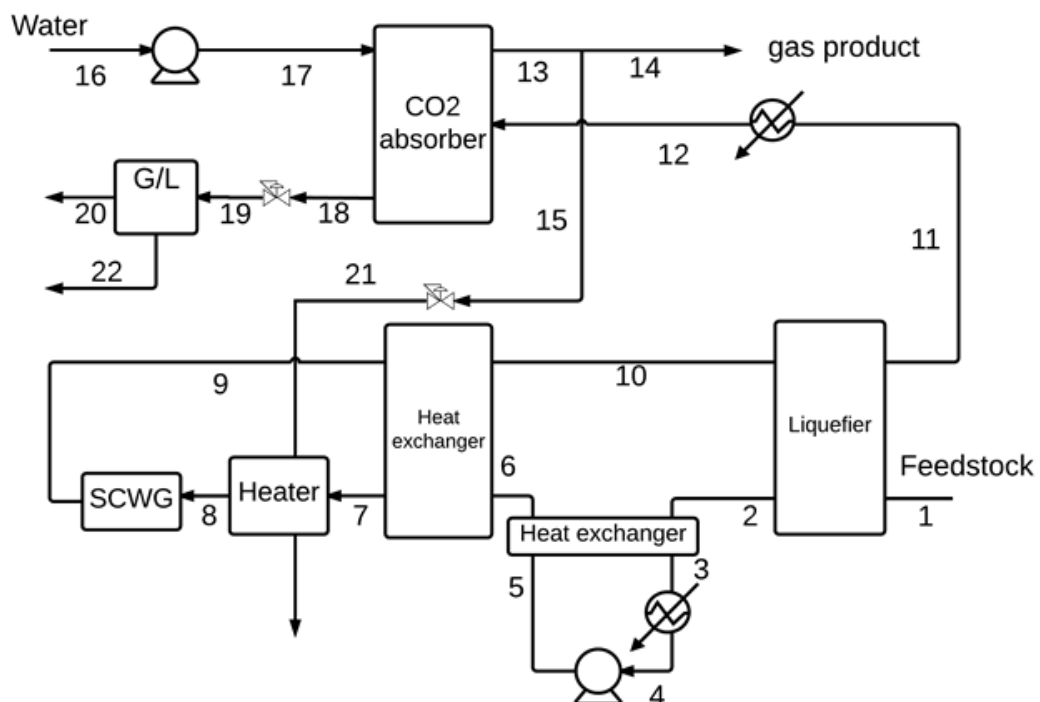 Water
16
17
13
14
gas product
CO2
absorber
12
G/L
20
19
18
15
11
22
21
9
10
Heat
exchanger
Liquefier
6
Feedstock
SCWG
Heater
8
7
Heat exchanger
2
1
5
3
4